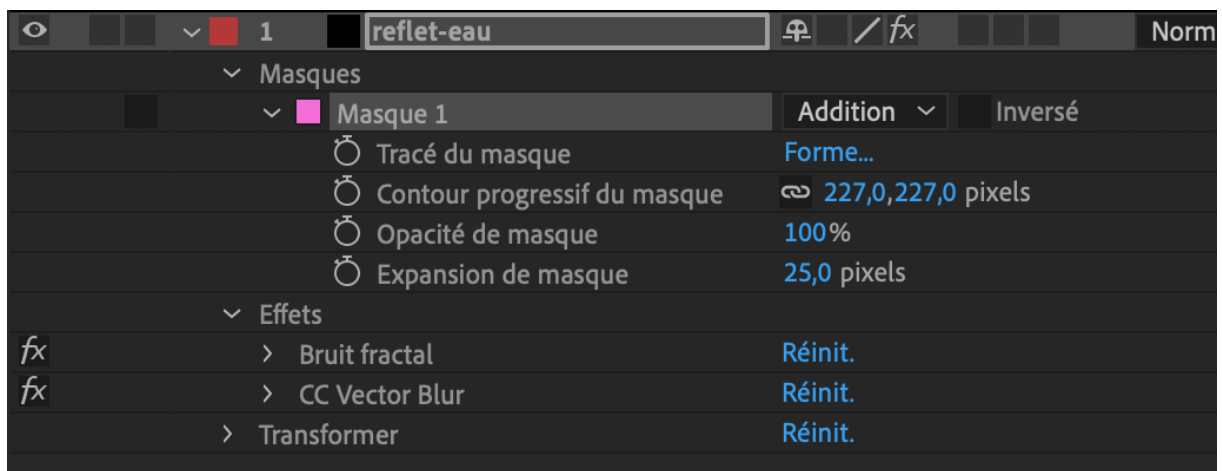 1 reflet-eau fx Norm
Masques
Masque 1 Addition Inversé
Tracé du masque Forme...
Contour progressif du masque 227,0,227,0 pixels
Opacité de masque 100%
Expansion de masque 25,0 pixels
Effets
fx Bruit fractal Réinit.
fx CC Vector Blur Réinit.
Transformer Réinit.